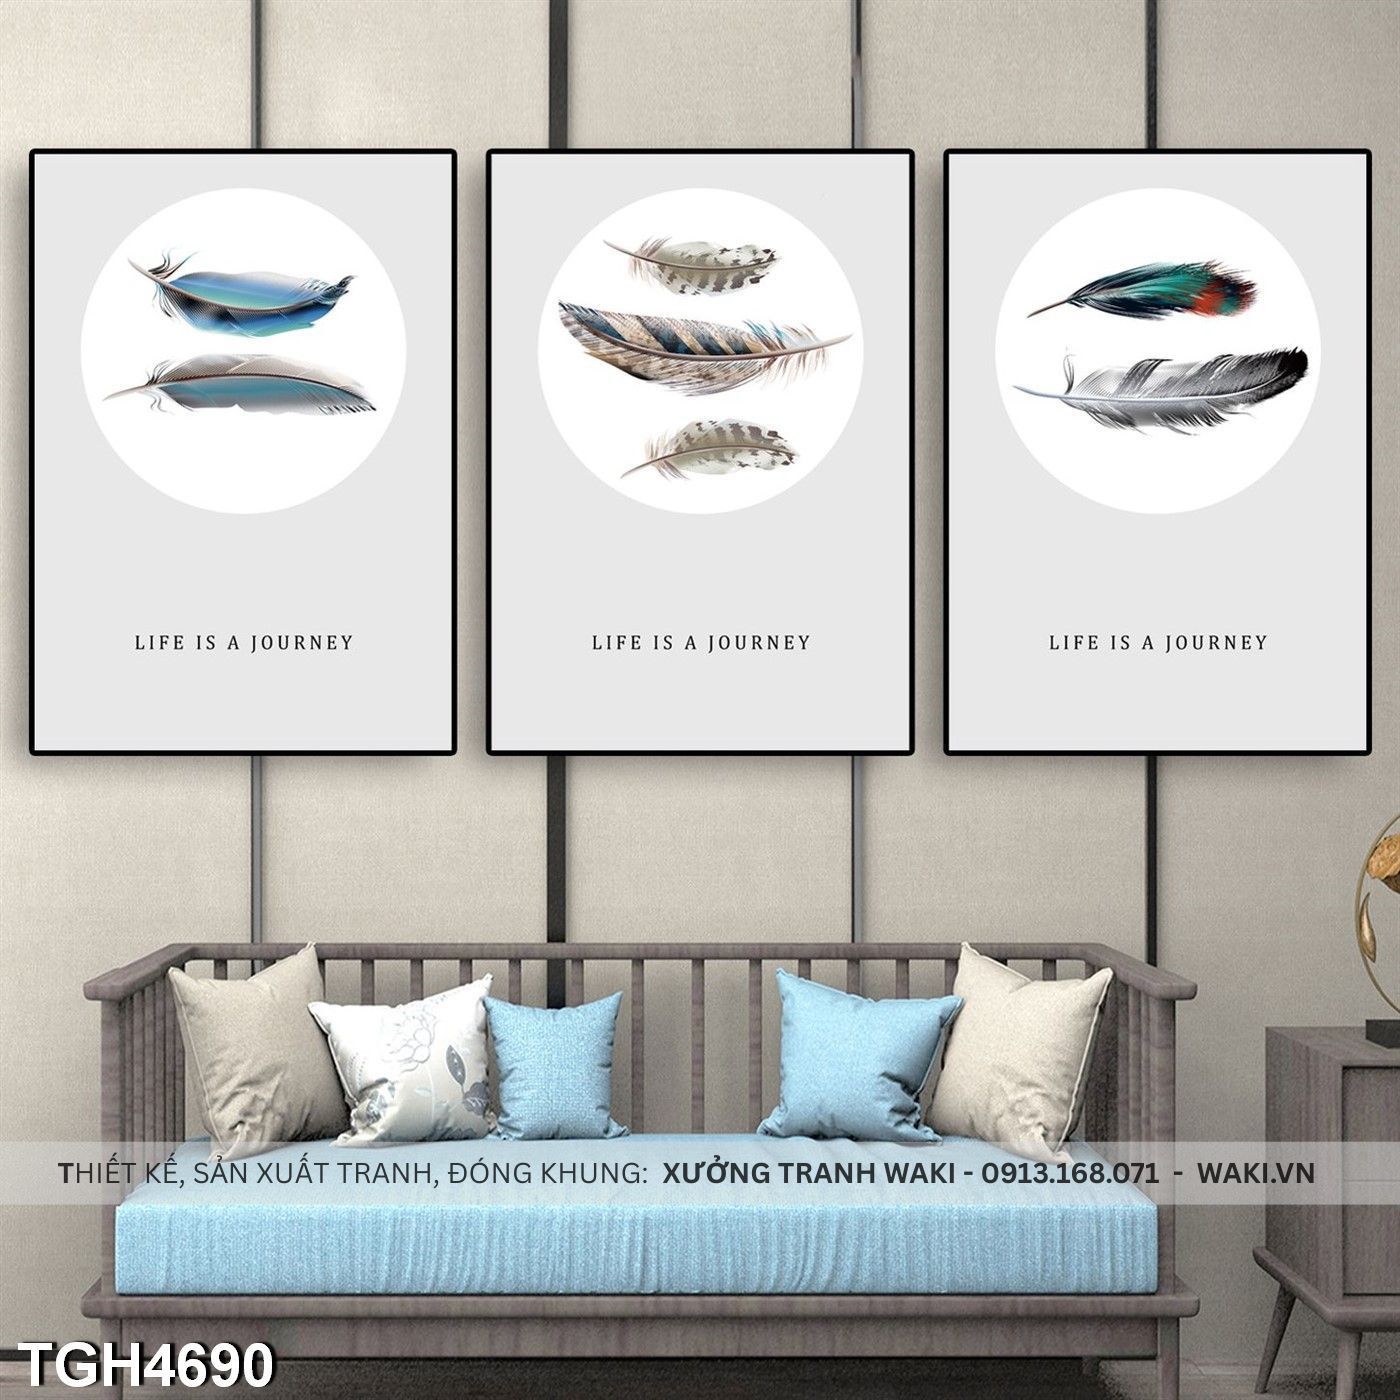 LIFE IS A JOURNEY
LIFE IS A JOURNEY
LIFE IS A JOURNEY
THIẾT KẾ, SẢN XUẤT TRANH, ĐÓNG KHUNG: XƯỞNG TRANH WAKI - 0913.168.071 - WAKI.VN
TGH4690